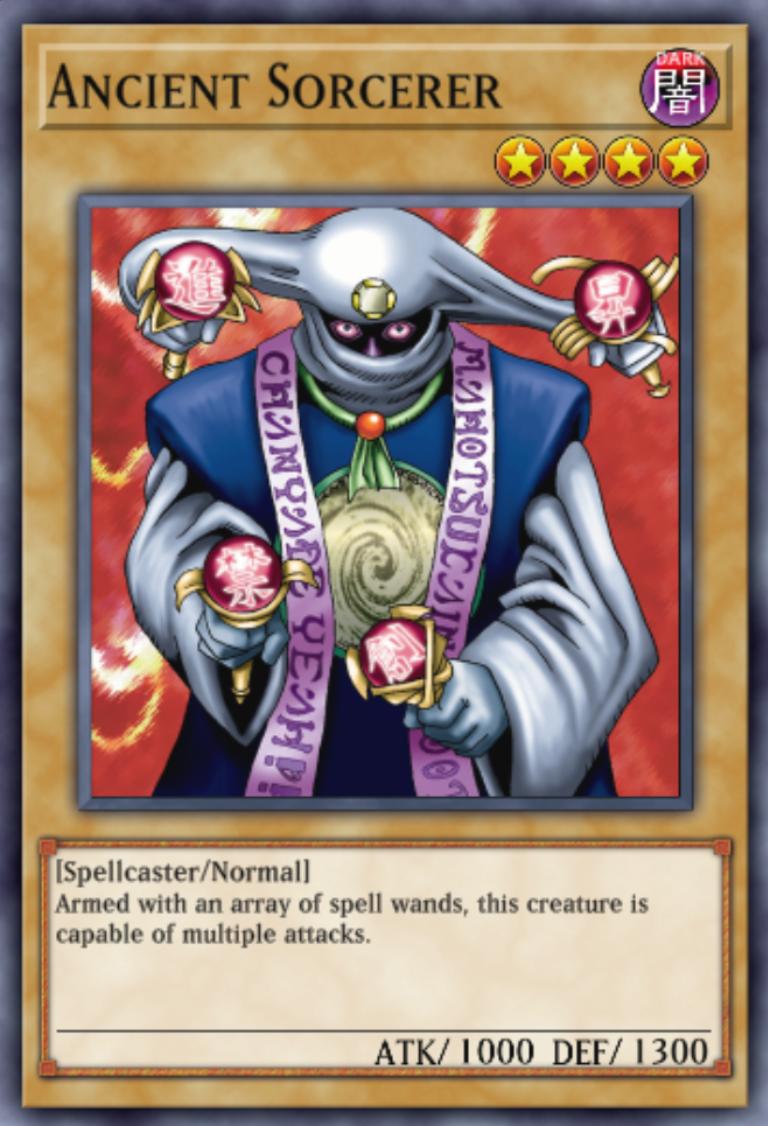 ANCIENT SORCERER
DARK
闇
禁
[Spellcaster/Normal]
Armed with an array of spell wands, this creature is
capable of multiple attacks.
ATK/ 1000 DEF/ 1300